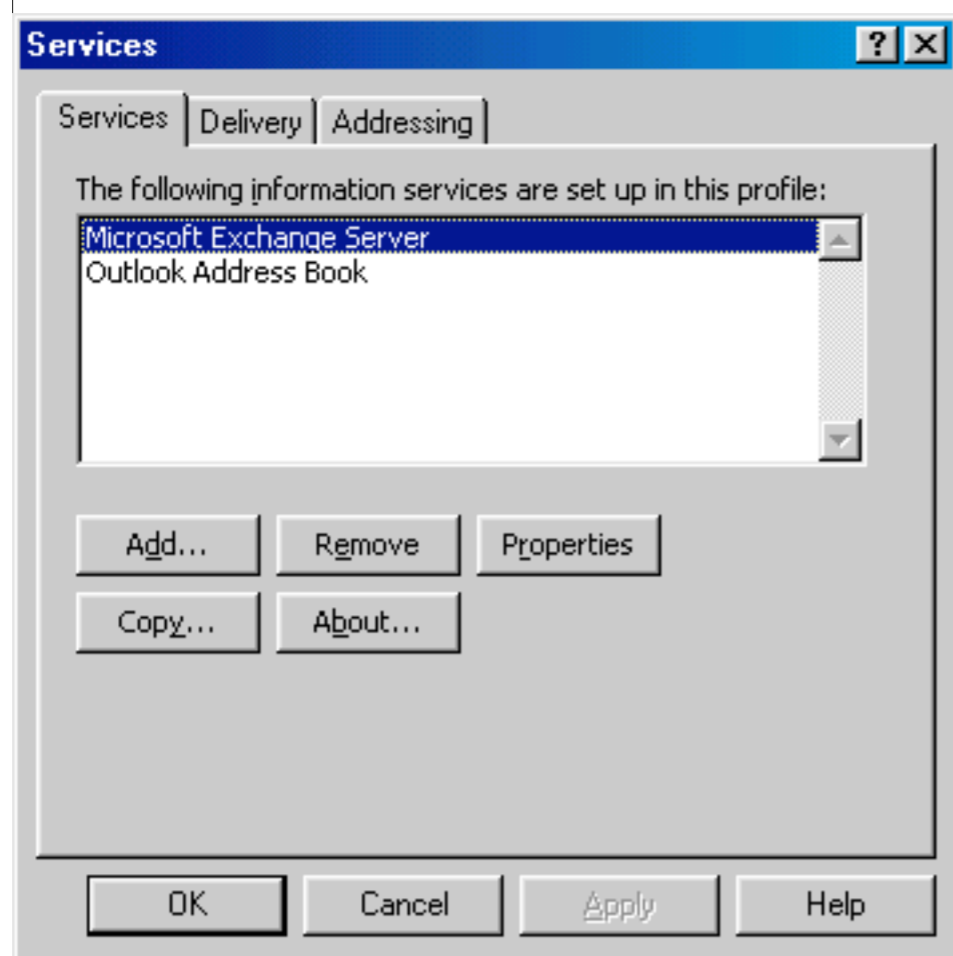 Services
Services Delivery Addressing
The following information services are set up in this profile:
Microsoft Exchange Server
Outlook Address Book
Add... Remove Properties
Copy... About...
OK Cancel Apply Help